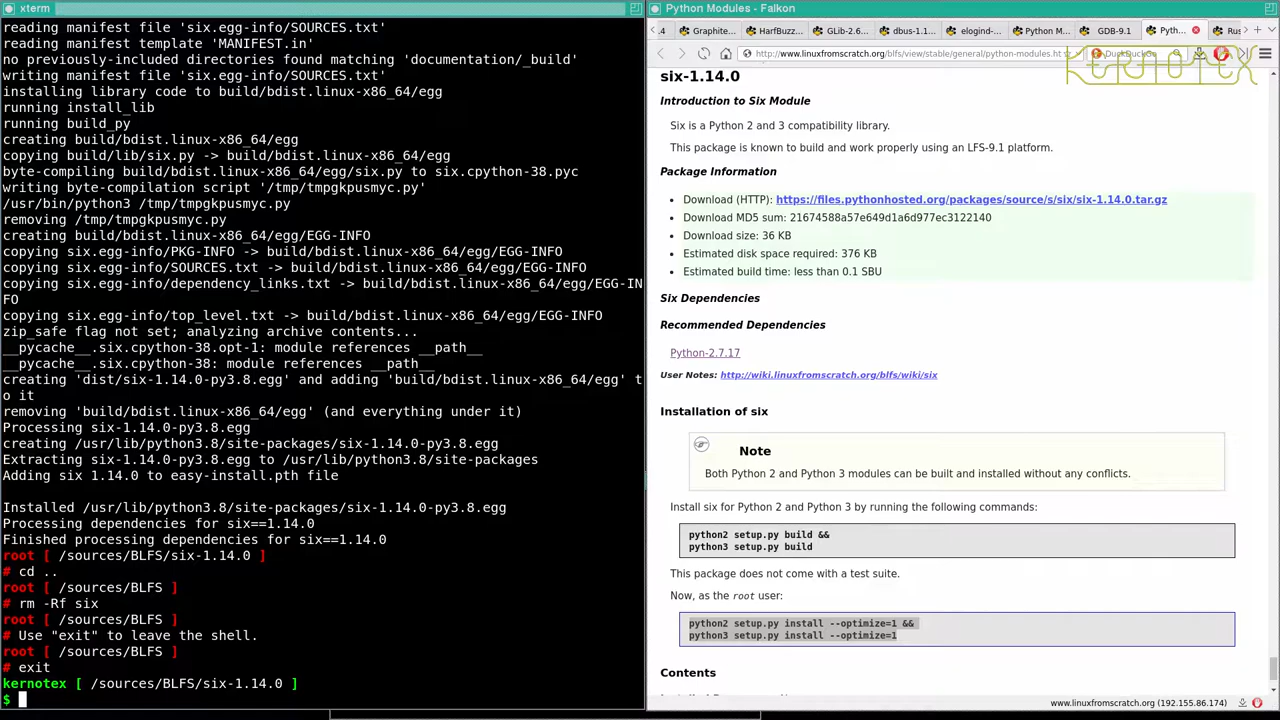 xterm
reading manifest file 'six.egg-info/SOURCES.txt'
reading manifest template 'MANIFEST.in'
no previously-included directories found matching 'documentation/_build'
writing manifest file 'six.egg-info/SOURCES.txt'
installing library code to build/bdist.linux-x86_64/egg
running install_lib
running build_py
creating build/bdist.linux-x86_64/egg
copying build/lib/six.py -> build/bdist.linux-x86_64/egg
byte-compiling build/bdist.linux-x86_64/egg/six.py to six.cpython-38.pyc
writing byte-compilation script '/tmp/tmpgkpusmyc.py'
/usr/bin/python3 /tmp/tmpgkpusmyc.py
removing /tmp/tmpgkpusmyc.py
creating build/bdist.linux-x86_64/egg/EGG-INFO
copying six.egg-info/PKG-INFO -> build/bdist.linux-x86_64/egg/EGG-INFO
copying six.egg-info/SOURCES.txt -> build/bdist.linux-x86_64/egg/EGG-INFO
copying six.egg-info/dependency_links.txt -> build/bdist.linux-x86_64/egg/EGG-IN
FO
copying six.egg-info/top_level.txt -> build/bdist.linux-x86_64/egg/EGG-INFO
zip_safe flag not set; analyzing archive contents...
__pycache__.six.cpython-38.opt-1: module references __path__
__pycache__.six.cpython-38: module references __path__
creating 'dist/six-1.14.0-py3.8.egg' and adding 'build/bdist.linux-x86_64/egg' t
o it
removing 'build/bdist.linux-x86_64/egg' (and everything under it)
Processing six-1.14.0-py3.8.egg
creating /usr/lib/python3.8/site-packages/six-1.14.0-py3.8.egg
Extracting six-1.14.0-py3.8.egg to /usr/lib/python3.8/site-packages
Adding six 1.14.0 to easy-install.pth file
Installed /usr/lib/python3.8/site-packages/six-1.14.0-py3.8.egg
Processing dependencies for six==1.14.0
Finished processing dependencies for six==1.14.0
root [ /sources/BLFS/six-1.14.0 ]
# cd ..
root [ /sources/BLFS ]
# rm -Rf six
root [ /sources/BLFS ]
# Use "exit" to leave the shell.
root [ /sources/BLFS ]
# exit
kernotex [ /sources/BLFS/six-1.14.0 ]
$
Python Modules - Falkon
.4 Graphite... HarfBuzz... GLib-2.6... dbus-1.1... elogind-... Python M... GDB-9.1 Pyth... Rus
http://www.linuxfromscratch.org/blfs/view/stable/general/python-modules.ht DuckDuckGo
KERNOTEX
six-1.14.0
Introduction to Six Module
Six is a Python 2 and 3 compatibility library.
This package is known to build and work properly using an LFS-9.1 platform.
Package Information
• Download (HTTP): https://files.pythonhosted.org/packages/source/s/six/six-1.14.0.tar.gz
• Download MD5 sum: 21674588a57e649d1a6d977ec3122140
• Download size: 36 KB
• Estimated disk space required: 376 KB
• Estimated build time: less than 0.1 SBU
Six Dependencies
Recommended Dependencies
Python-2.7.17
User Notes: http://wiki.linuxfromscratch.org/blfs/wiki/six
Installation of six
Note
Both Python 2 and Python 3 modules can be built and installed without any conflicts.
Install six for Python 2 and Python 3 by running the following commands:
python2 setup.py build &&
python3 setup.py build
This package does not come with a test suite.
Now, as the root user:
python2 setup.py install --optimize=1 &&
python3 setup.py install --optimize=1
Contents
www.linuxfromscratch.org (192.155.86.174)